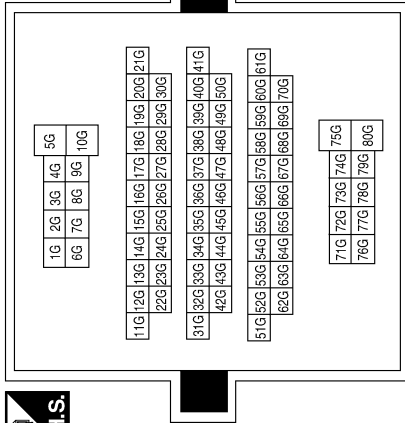 1G 2G 3G 4G 5G
6G 7G 8G 9G 10G
11G 12G 13G 14G 15G 16G 17G 18G 19G 20G 21G
22G 23G 24G 25G 26G 27G 28G 29G 30G
31G 32G 33G 34G 35G 36G 37G 38G 39G 40G 41G
42G 43G 44G 45G 46G 47G 48G 49G 50G
51G 52G 53G 54G 55G 56G 57G 58G 59G 60G 61G
62G 63G 64G 65G 66G 67G 68G 69G 70G
71G 72G 73G 74G 75G
76G 77G 78G 79G 80G
.S.